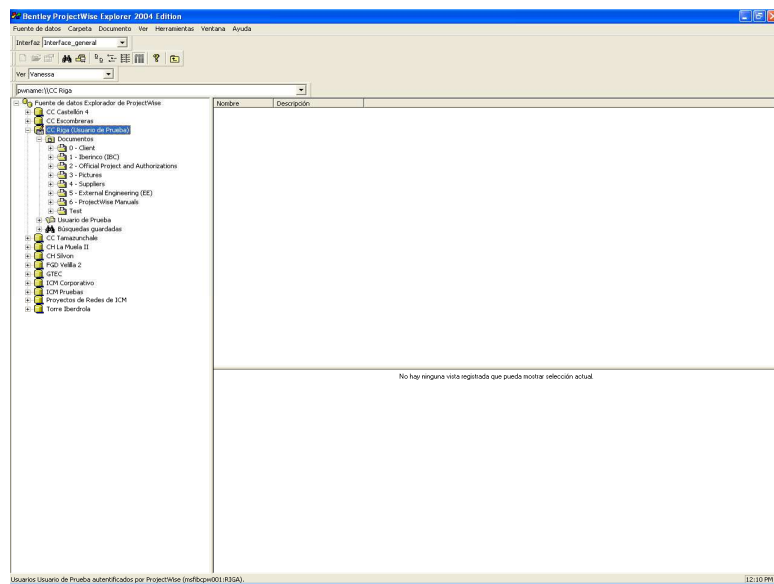 Bentley ProjectWise Explorer 2004 Edition
Fuente de datos Carpeta Documento Ver Herramientas Ventana Ayuda
Interfaz Interface_general
Ver Vanessa
pwname:\\CC Riga
Fuente de datos Explorador de ProjectWise
CC Castellón 4
CC Escombreras
CC Riga (Usuario de Prueba)
Documentos
0 - Client
1 - Iberinco (IBC)
2 - Official Project and Authorizations
3 - Pictures
4 - Suppliers
5 - External Engineering (EE)
6 - ProjectWise Manuals
Test
Usuario de Prueba
Búsquedas guardadas
CC Tamazunchale
CH La Muela II
CH Silvon
FGD Velilla 2
GTEC
ICM Corporativo
ICM Pruebas
Proyectos de Redes de ICM
Torre Iberdrola
Nombre Descripción
No hay ninguna vista registrada que pueda mostrar selección actual.
Usuarios Usuario de Prueba autentificados por ProjectWise (msfibcpw001:RIGA).
12:10 PM